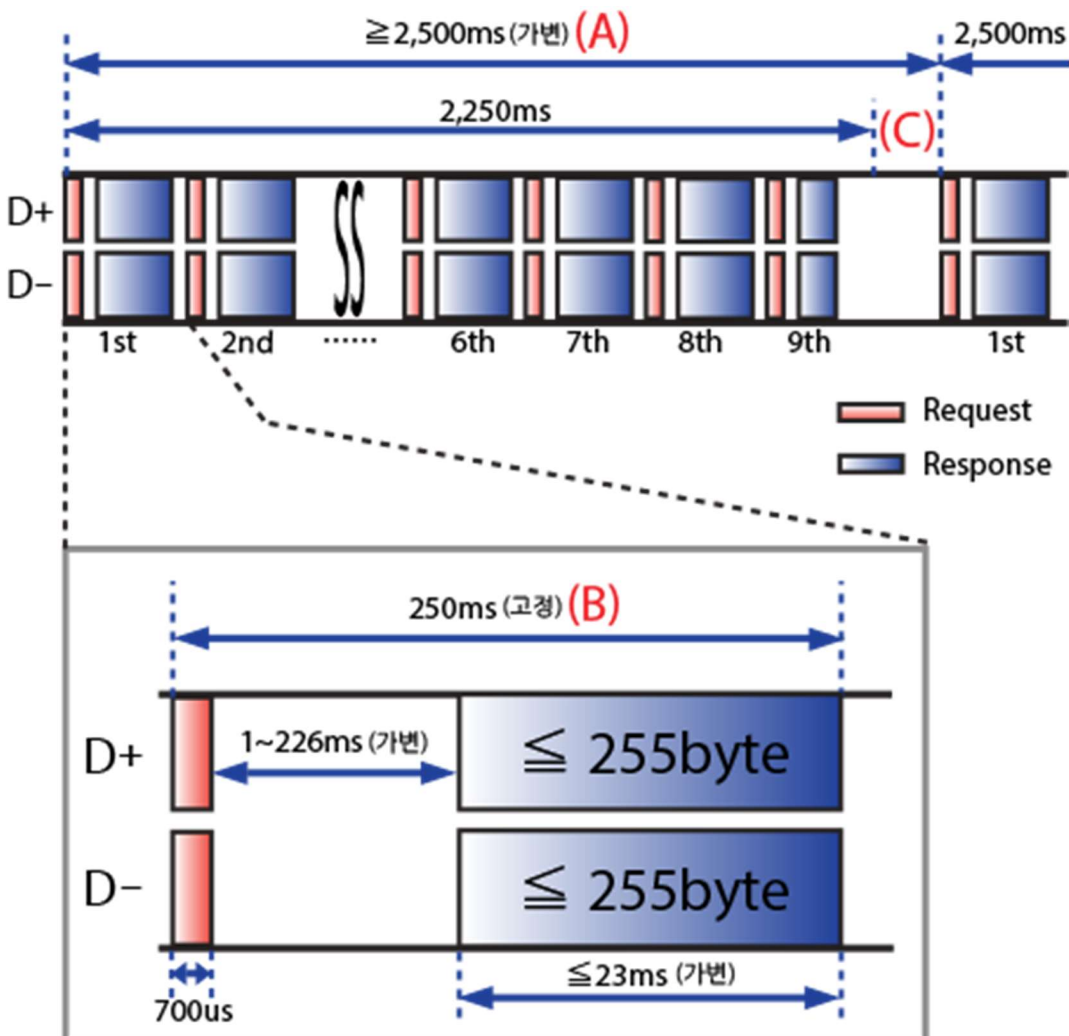 ≧2,500ms (가변) (A)
2,500ms
2,250ms
(C)
D+
D−
1st 2nd ........ 6th 7th 8th 9th 1st
Request
Response
250ms (고정) (B)
D+
1~226ms (가변)
≦ 255byte
D−
≦ 255byte
≦23ms (가변)
700us